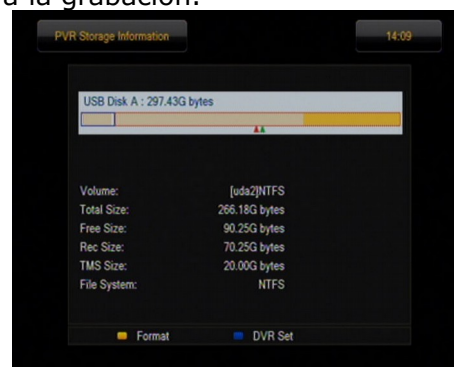 a la grabación.
PVR Storage Information 14:09
USB Disk A : 297.43G bytes
Volume: [uda2]NTFS
Total Size: 266.18G bytes
Free Size: 90.25G bytes
Rec Size: 70.25G bytes
TMS Size: 20.00G bytes
File System: NTFS
Format DVR Set